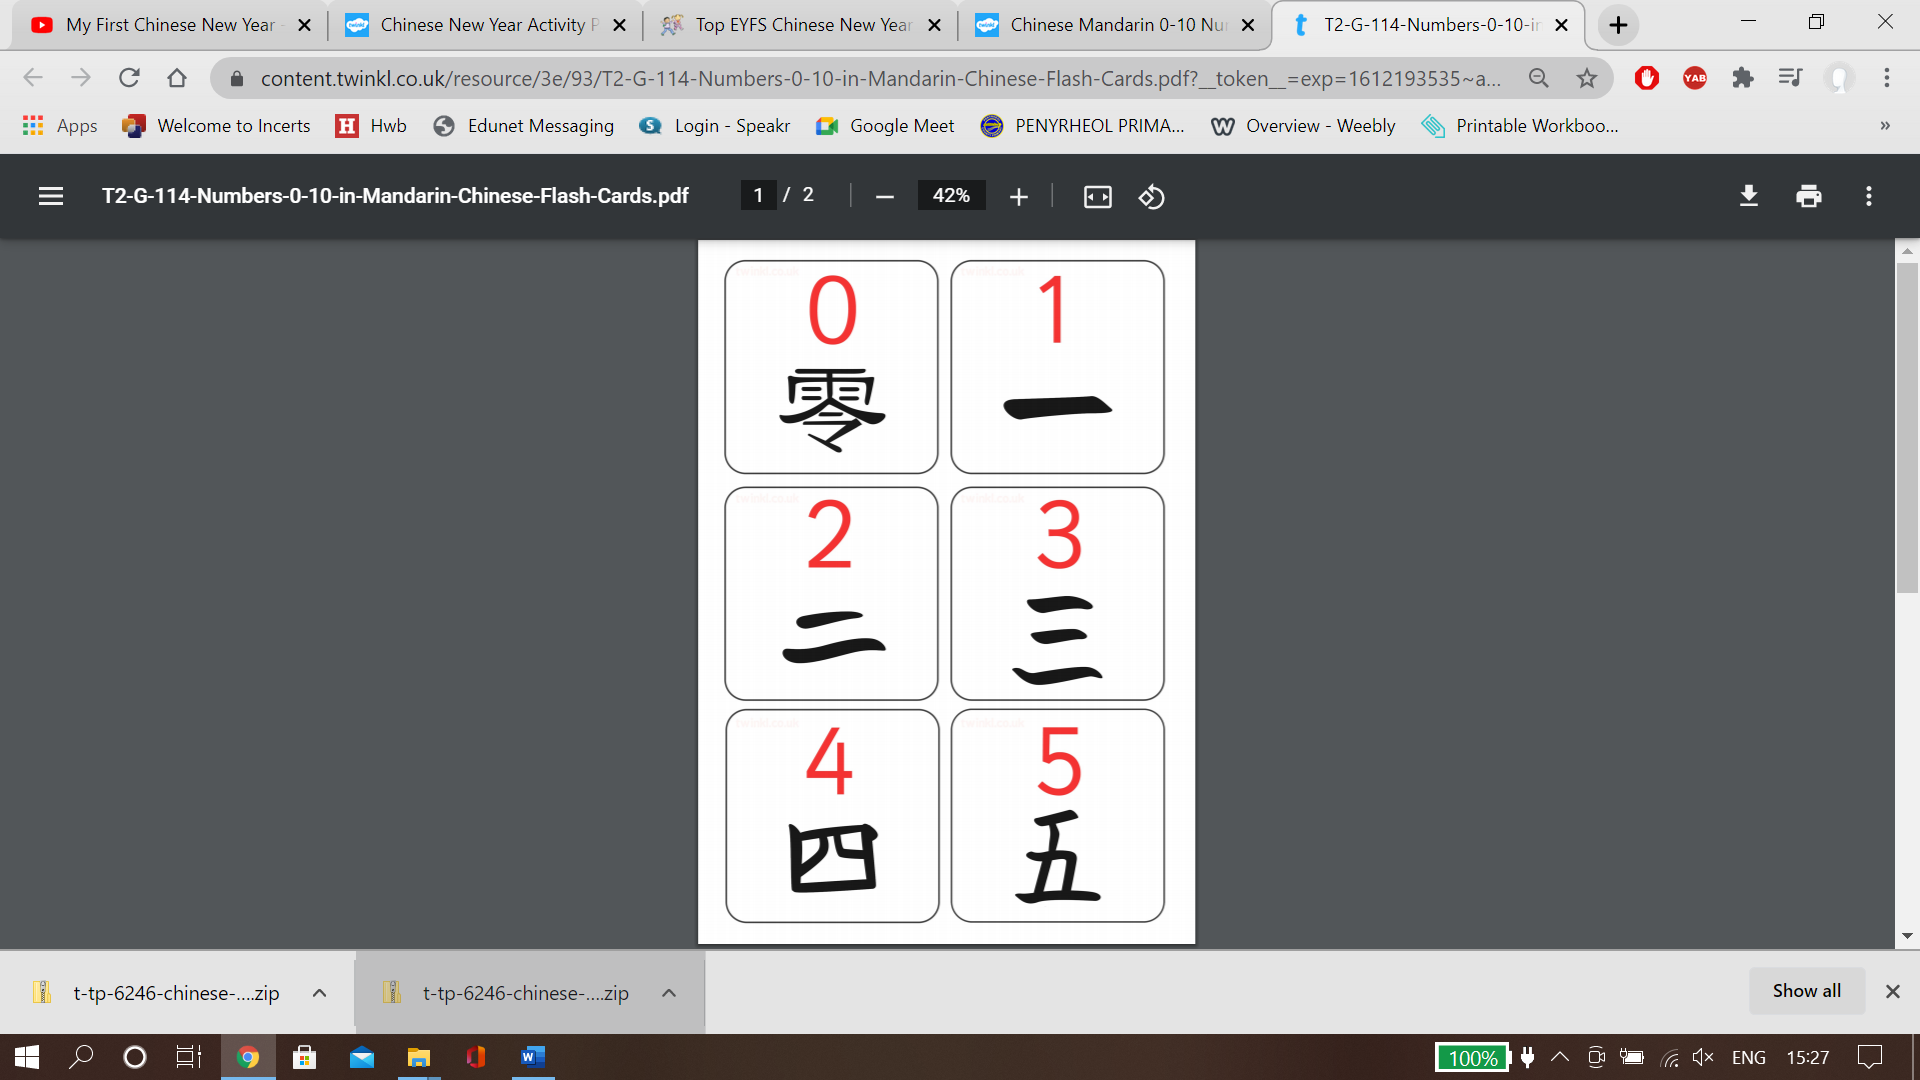 My First Chinese New Year -
Chinese New Year Activity P
Top EYFS Chinese New Year
Chinese Mandarin 0-10 Nu
T2-G-114-Numbers-0-10-in
content.twinkl.co.uk/resource/3e/93/T2-G-114-Numbers-0-10-in-Mandarin-Chinese-Flash-Cards.pdf?__token__=exp=1612193535~a...
YAB
Apps
Welcome to Incerts
H Hwb
Edunet Messaging
S Login - Speakr
Google Meet
PENYRHEOL PRIMA...
W Overview - Weebly
Printable Workboo...
»
T2-G-114-Numbers-0-10-in-Mandarin-Chinese-Flash-Cards.pdf
1 / 2
42%
0
零
1
一
2
二
3
三
4
四
5
五
t-tp-6246-chinese-....zip
t-tp-6246-chinese-....zip
Show all
100%
ENG
15:27